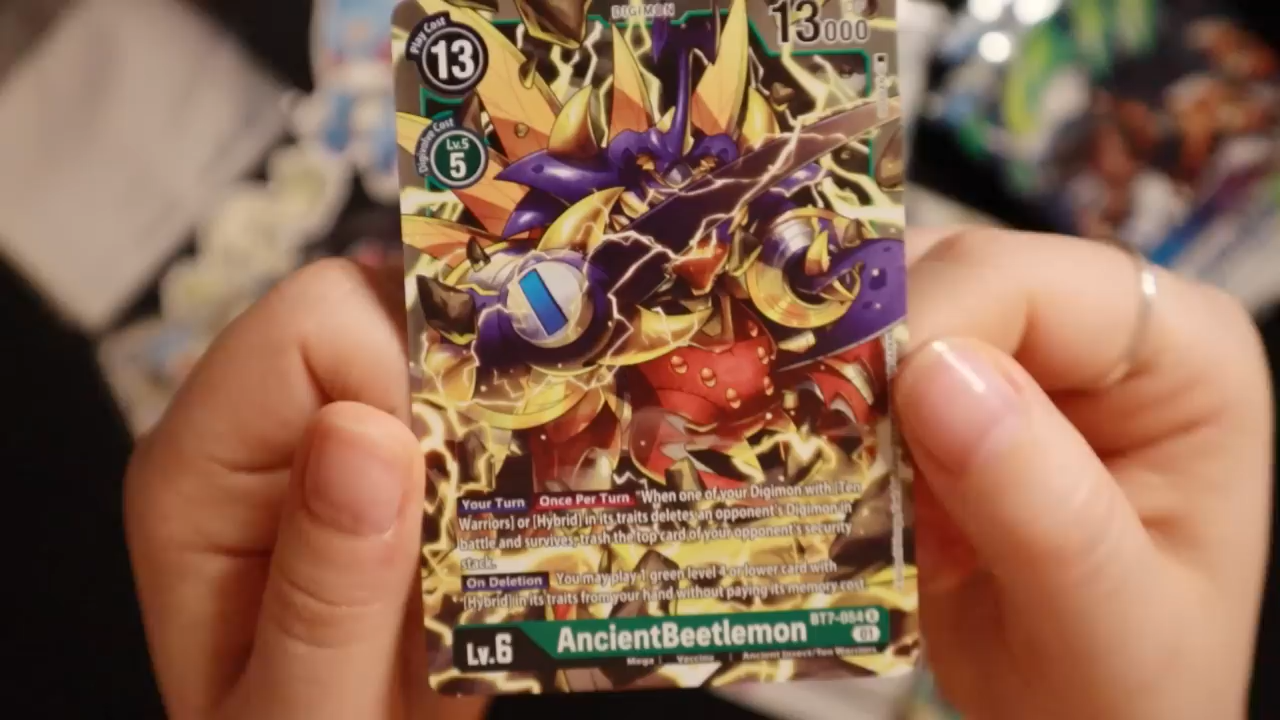 DIGIMON
Play Cost
13
13000
Digivolve Cost
Lv.5
5
Your Turn Once Per Turn When one of your Digimon with [Ten
Warriors] or [Hybrid] in its traits deletes an opponent's Digimon in
battle and survives, trash the top card of your opponent's security
stack.
On Deletion You may play 1 green level 4 or lower card with
[Hybrid] in its traits from your hand without paying its memory cost.
Lv.6
AncientBeetlemon
BT7-054 R
01
Mega | Vaccine | Ancient Insect/Ten Warriors